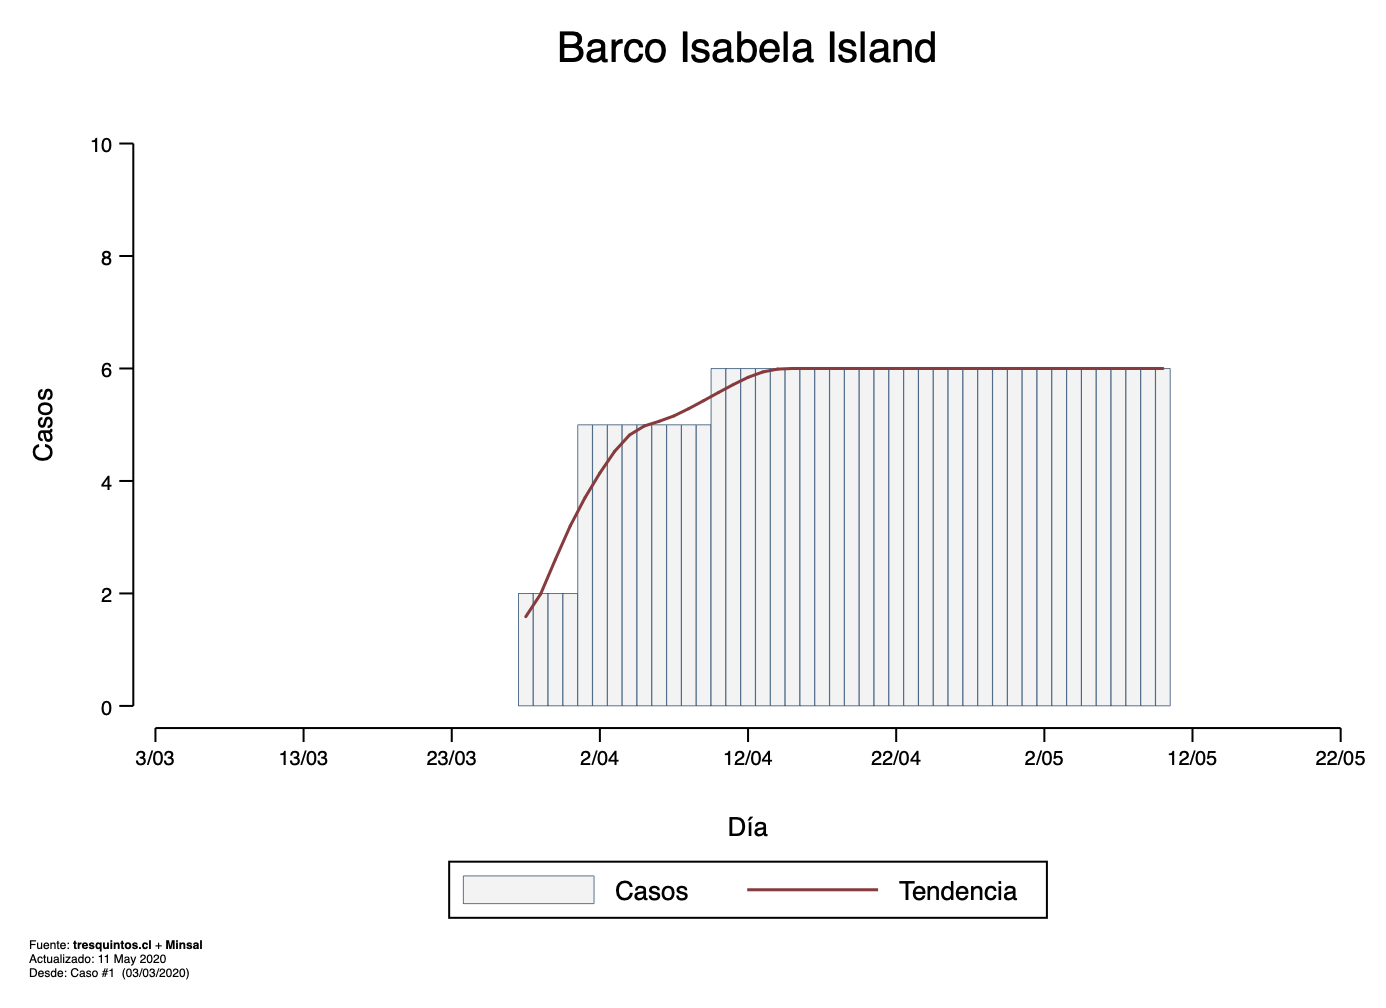 Barco Isabela Island
10
8
6
4
2
0
Casos
3/03 13/03 23/03 2/04 12/04 22/04 2/05 12/05 22/05
Día
Casos Tendencia
Fuente: tresquintos.cl + Minsal
Actualizado: 11 May 2020
Desde: Caso #1 (03/03/2020)